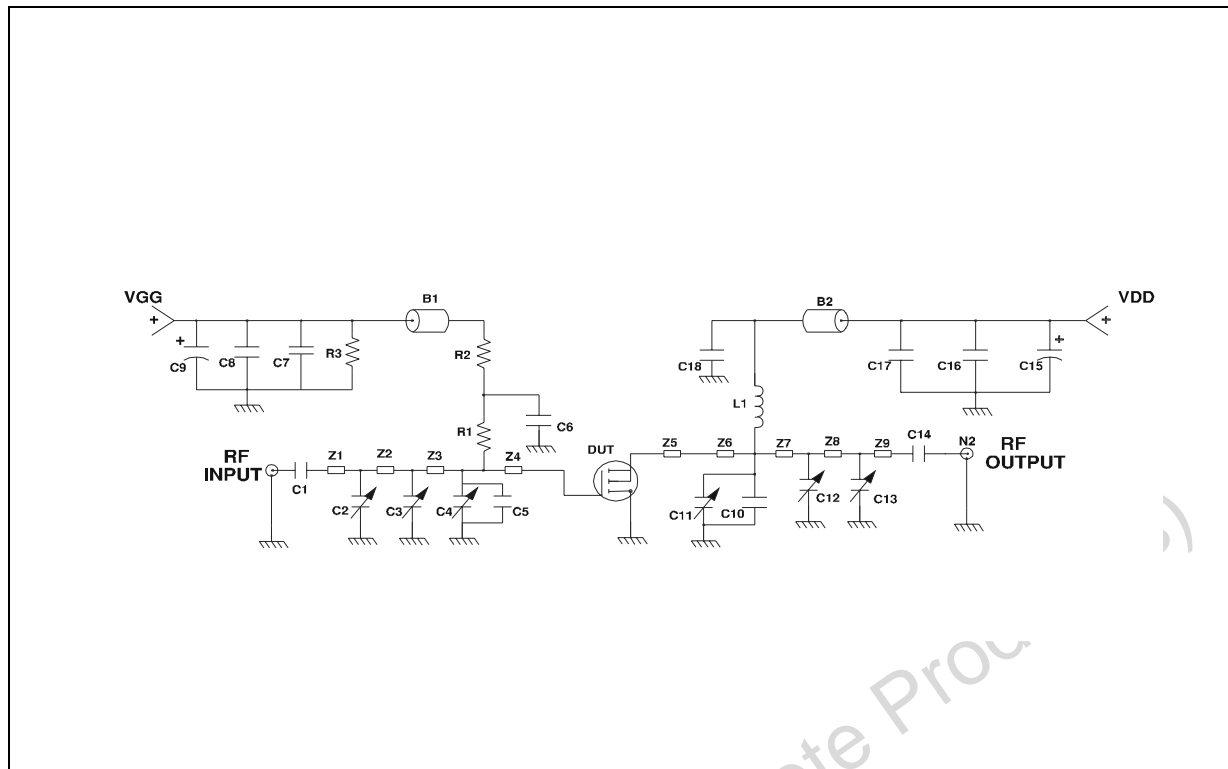 VGG
+
B1
B2
VDD
+
+
C9
C8
C7
R3
R2
C18
C17
C16
C15
+
L1
R1
C6
RF
INPUT
C1
Z1
Z2
Z3
Z4
DUT
Z5
Z6
Z7
Z8
Z9
C14
N2
RF
OUTPUT
C2
C3
C4
C5
C11
C10
C12
C13
s)